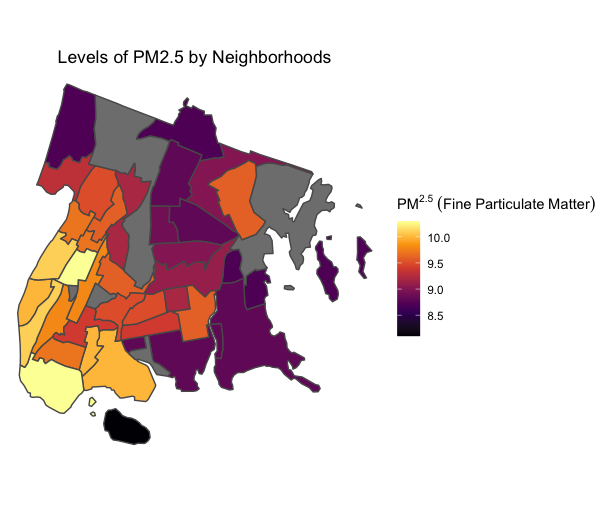 Levels of PM2.5 by Neighborhoods
PM²·⁵ (Fine Particulate Matter)
10.0
9.5
9.0
8.5